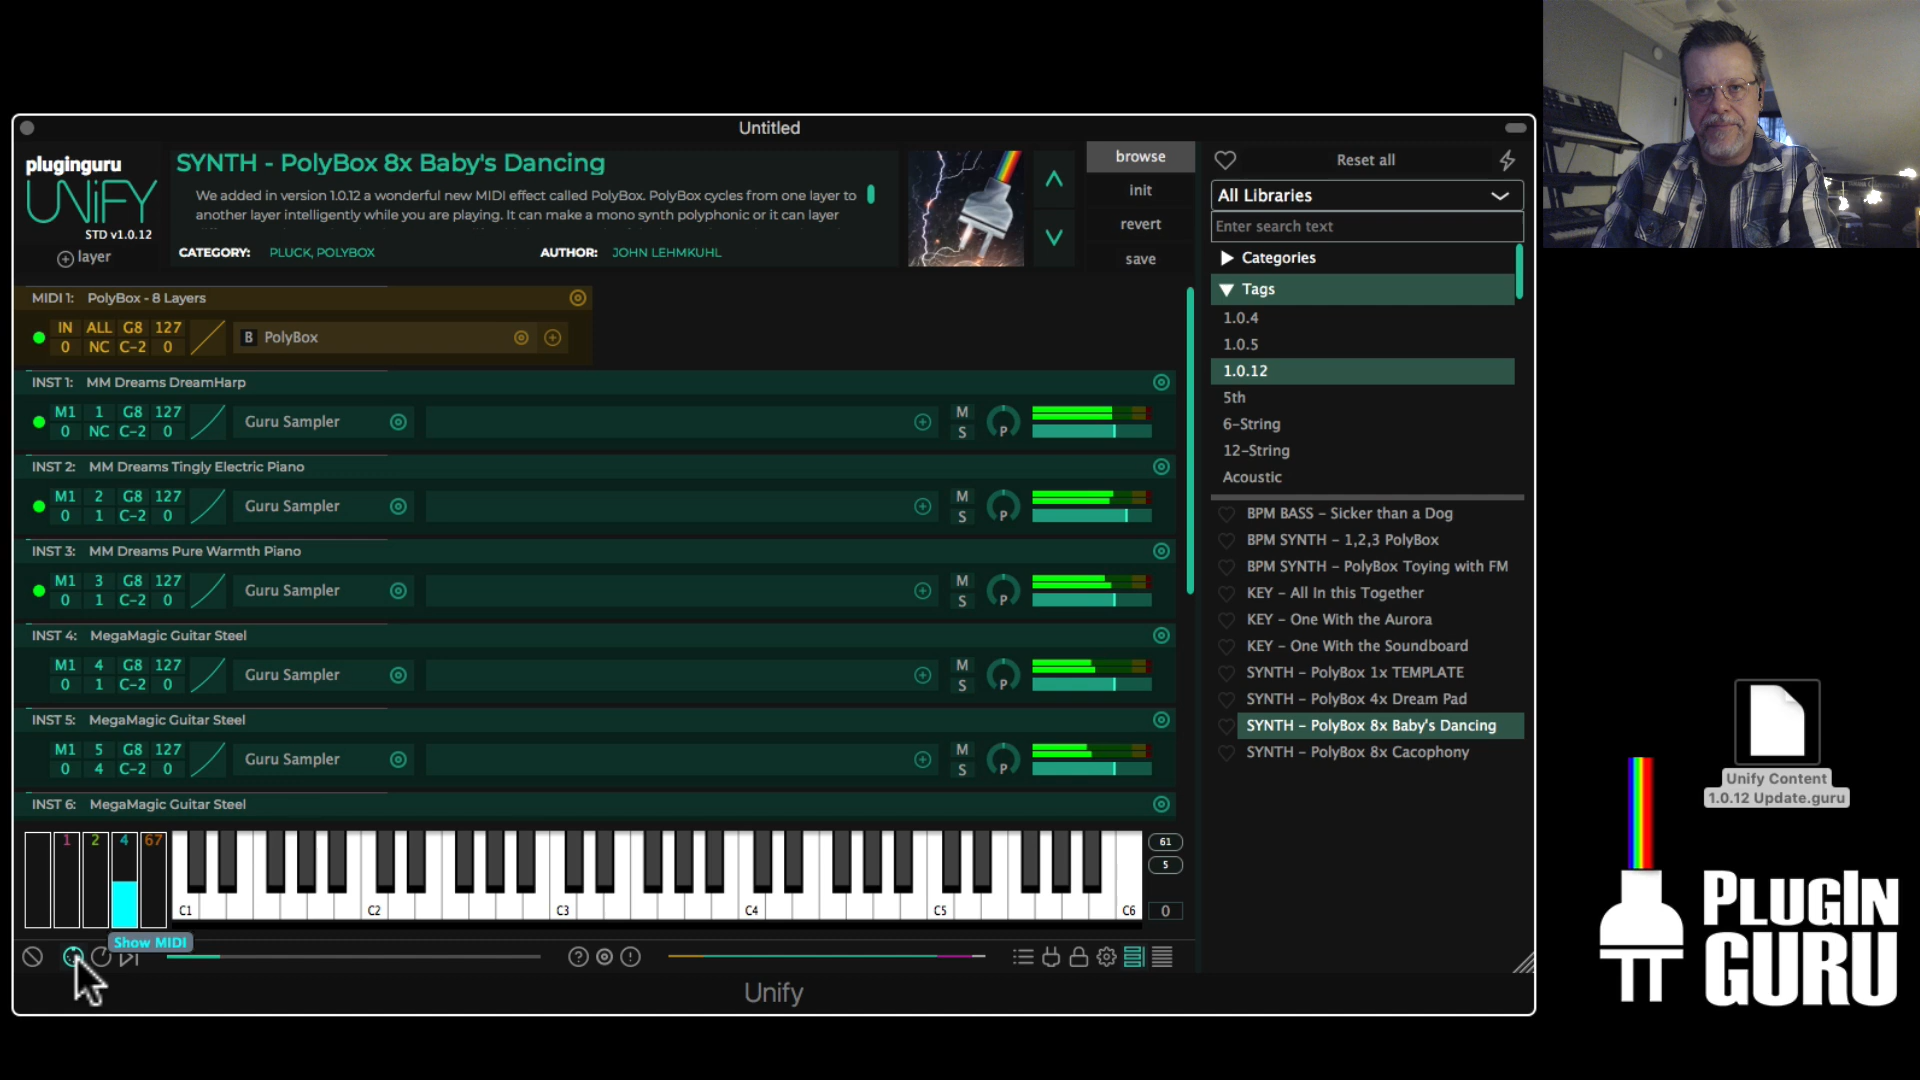 Untitled
pluginguru
UNiFY
STD v1.0.12
layer
SYNTH - PolyBox 8x Baby's Dancing
We added in version 1.0.12 a wonderful new MIDI effect called PolyBox. PolyBox cycles from one layer to
another layer intelligently while you are playing. It can make a mono synth polyphonic or it can layer
CATEGORY: PLUCK, POLYBOX AUTHOR: JOHN LEHMKUHL
browse
init
revert
save
Reset all
All Libraries
Enter search text
Categories
Tags
1.0.4
1.0.5
1.0.12
5th
6-String
12-String
Acoustic
BPM BASS - Sicker than a Dog
BPM SYNTH - 1,2,3 PolyBox
BPM SYNTH - PolyBox Toying with FM
KEY - All In this Together
KEY - One With the Aurora
KEY - One With the Soundboard
SYNTH - PolyBox 1x TEMPLATE
SYNTH - PolyBox 4x Dream Pad
SYNTH - PolyBox 8x Baby's Dancing
SYNTH - PolyBox 8x Cacophony
MIDI 1: PolyBox - 8 Layers
IN ALL G8 127
0 NC C-2 0
B PolyBox
INST 1: MM Dreams DreamHarp
M1 1 G8 127
0 NC C-2 0
Guru Sampler
M
S
P
INST 2: MM Dreams Tingly Electric Piano
M1 2 G8 127
0 1 C-2 0
Guru Sampler
M
S
P
INST 3: MM Dreams Pure Warmth Piano
M1 3 G8 127
0 1 C-2 0
Guru Sampler
M
S
P
INST 4: MegaMagic Guitar Steel
M1 4 G8 127
0 1 C-2 0
Guru Sampler
M
S
P
INST 5: MegaMagic Guitar Steel
M1 5 G8 127
0 4 C-2 0
Guru Sampler
M
S
P
INST 6: MegaMagic Guitar Steel
1 2 4 67
C1 C2 C3 C4 C5 C6
61
5
0
Show MIDI
Unify
Unify Content
1.0.12 Update.guru
PLUGIN
GURU